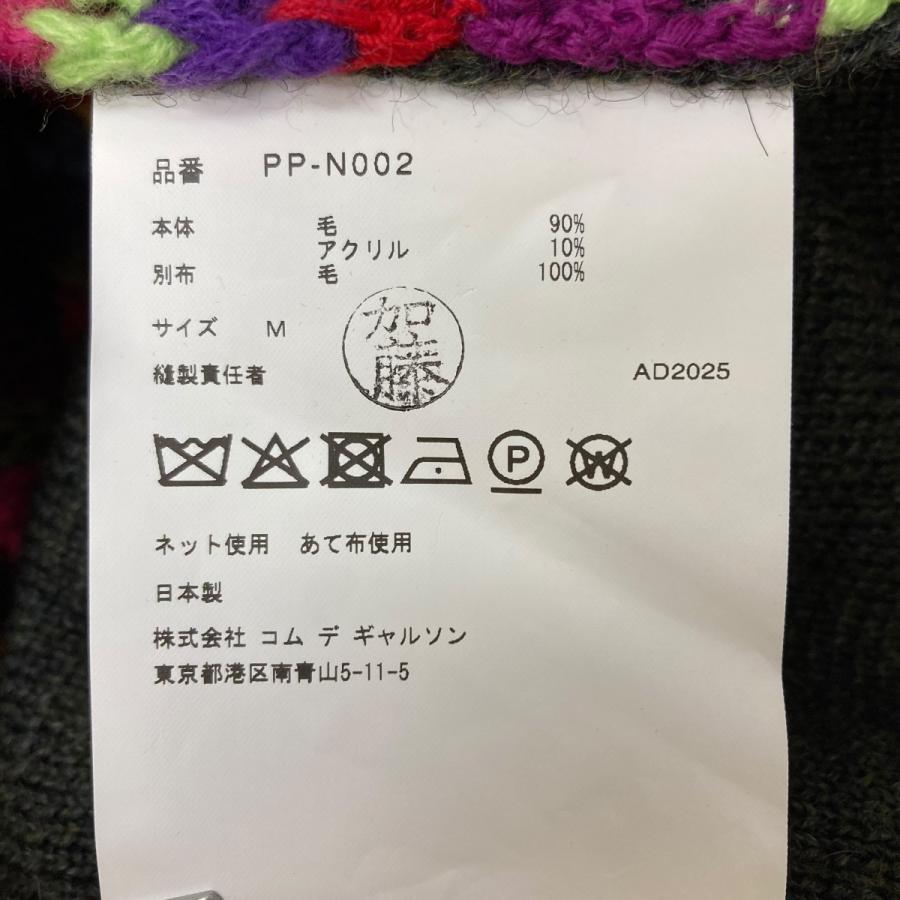 品番 PP-N002
本体 毛 90%
アクリル 10%
別布 毛 100%
サイズ M
加藤
縫製責任者 AD2025
P W
ネット使用 あて布使用
日本製
株式会社 コム デ ギャルソン
東京都港区南青山5-11-5